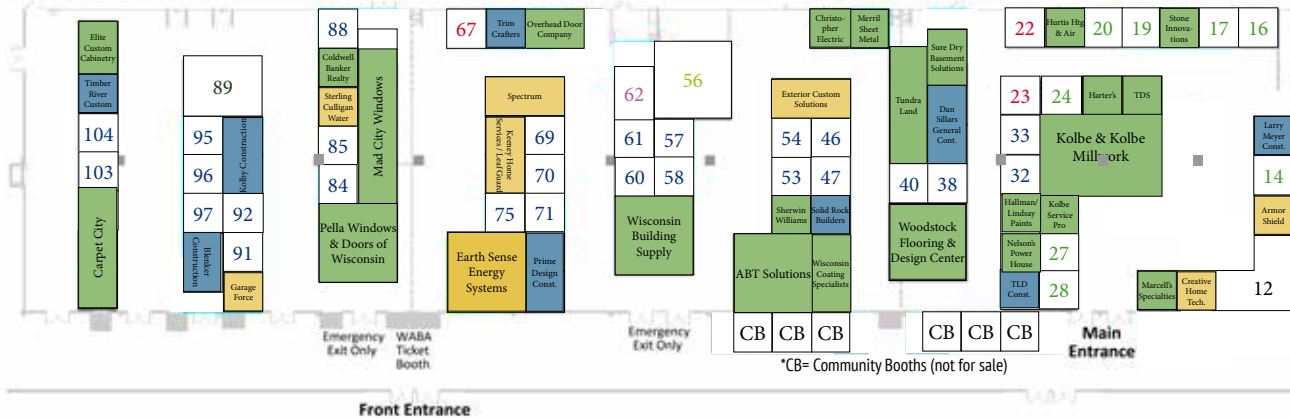 Elite
Custom
Cabinetry
Timber
River
Custom
104
103
Carpet City
89
95
96
97
92
91
Kolby Construction
Blenker
Construction
Garage
Force
88
Coldwell
Banker
Realty
Sterling
Culligan
Water
85
84
Mad City Windows
Pella Windows
& Doors of
Wisconsin
67
Trim
Crafters
Overhead Door
Company
Spectrum
Keeney Home
Services / Leaf Guard
69
70
75
71
Earth Sense
Energy
Systems
Prime
Design
Const.
62
56
61
57
60
58
Wisconsin
Building
Supply
Christo-
pher
Electric
Merril
Sheet
Metal
Exterior Custom
Solutions
54
46
53
47
Sherwin
Williams
Solid Rock
Builders
ABT Solutions
Wisconsin
Coating
Specialists
CB
CB
CB
Tundra
Land
Sure Dry
Basement
Solutions
Dan
Sillars
General
Cont.
40
38
Woodstock
Flooring &
Design Center
CB
CB
CB
22
Hurtis Htg
& Air
20
19
Stone
Innova-
tions
17
16
23
24
Harter's
TDS
33
32
Kolbe & Kolbe
Millwork
Hallman/
Lindsay
Paints
Kolbe
Service
Pro
Nelson's
Power
House
27
TLD
Const.
28
Larry
Meyer
Const.
14
Armor
Shield
Marcell's
Specialties
Creative
Home
Tech.
12
Emergency
Exit Only
WABA
Ticket
Booth
Emergency
Exit Only
Main
Entrance
*CB= Community Booths (not for sale)
Front Entrance